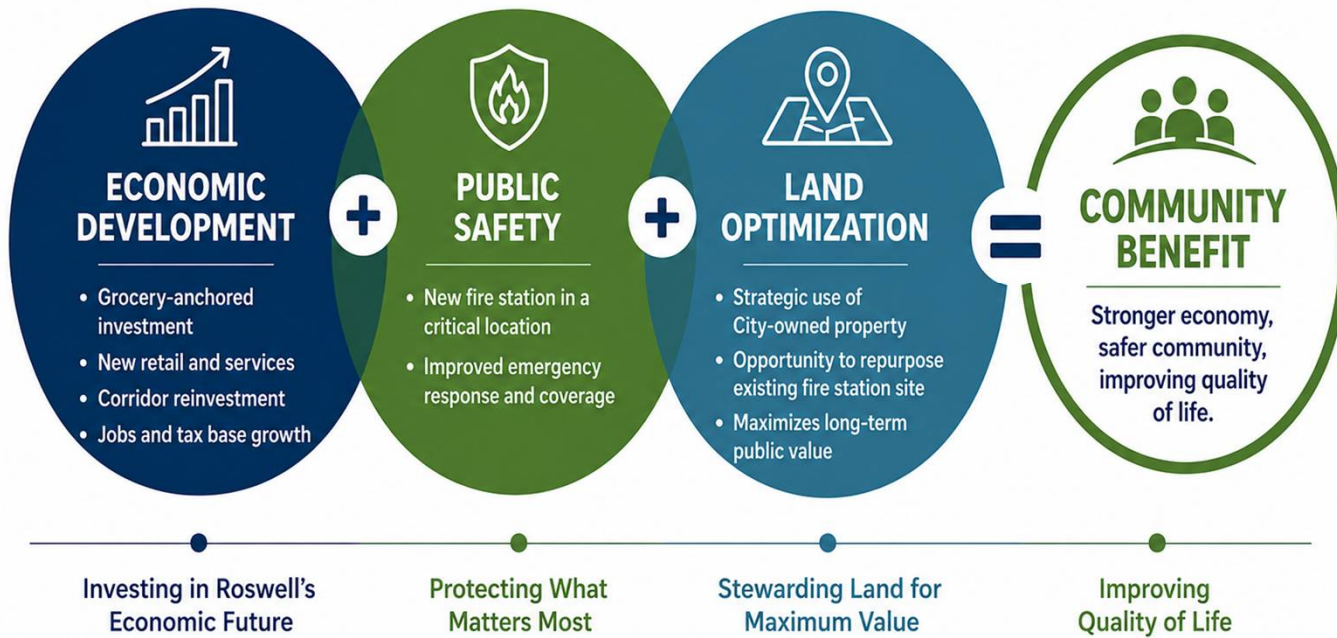 ECONOMIC
DEVELOPMENT
• Grocery-anchored
investment
• New retail and services
• Corridor reinvestment
• Jobs and tax base growth
+
PUBLIC
SAFETY
• New fire station in a
critical location
• Improved emergency
response and coverage
+
LAND
OPTIMIZATION
• Strategic use of
City-owned property
• Opportunity to repurpose
existing fire station site
• Maximizes long-term
public value
=
COMMUNITY
BENEFIT
Stronger economy,
safer community,
improving quality
of life.
Investing in Roswell's
Economic Future
Protecting What
Matters Most
Stewarding Land for
Maximum Value
Improving
Quality of Life